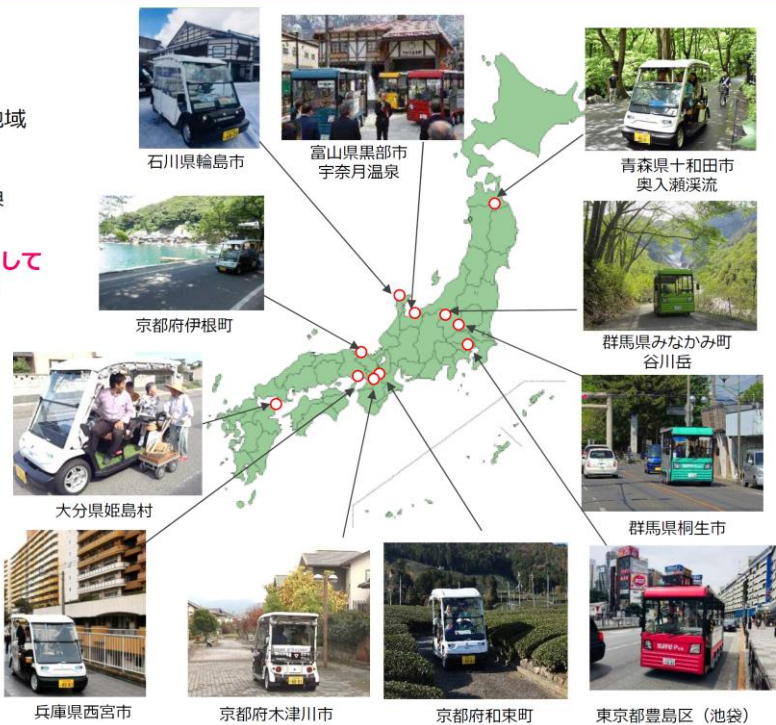 地域
して
石川県輪島市
富山県黒部市
宇奈月温泉
青森県十和田市
奥入瀬渓流
京都府伊根町
群馬県みなかみ町
谷川岳
大分県姫島村
群馬県桐生市
兵庫県西宮市
京都府木津川市
京都府和束町
東京都豊島区（池袋）